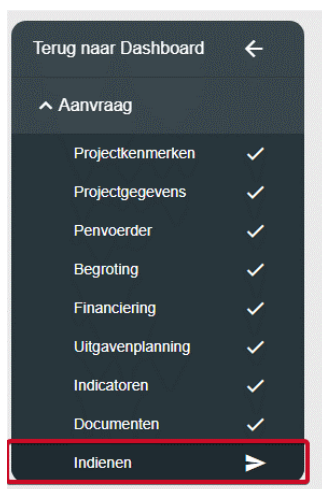 Terug naar Dashboard
Aanvraag
Projectkenmerken
Projectgegevens
Penvoerder
Begroting
Financiering
Uitgavenplanning
Indicatoren
Documenten
Indienen